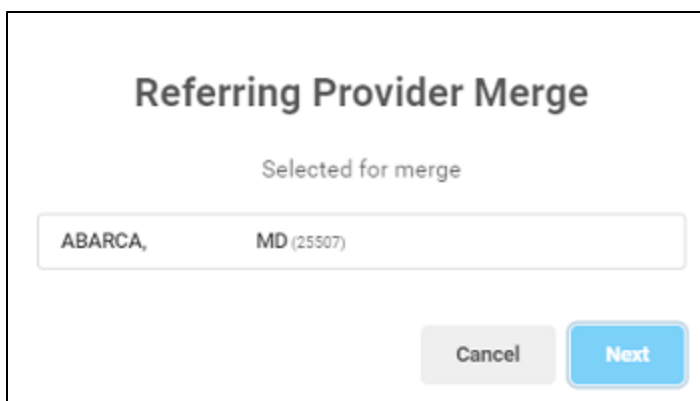 Referring Provider Merge
Selected for merge
ABARCA, MD (25507)
Cancel Next